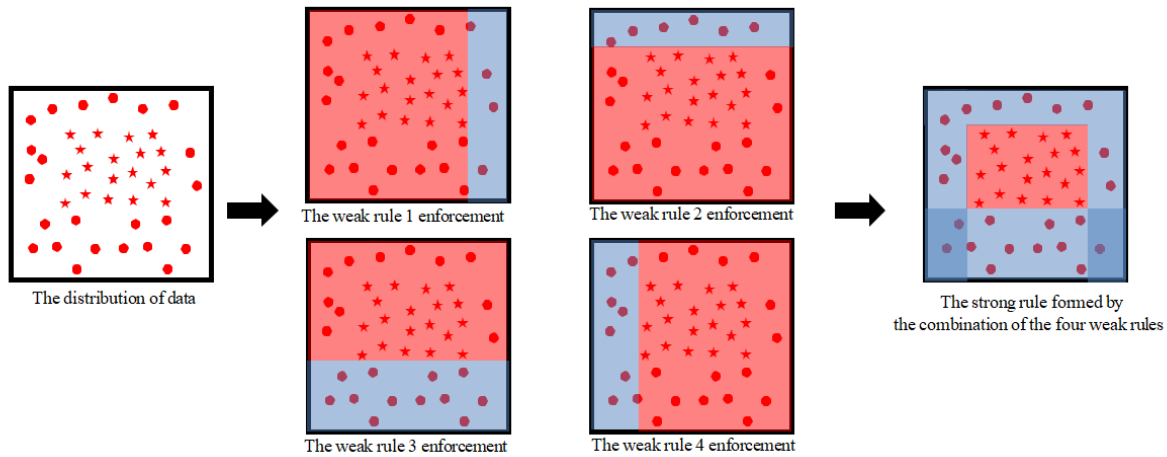 The distribution of data
The weak rule 1 enforcement
The weak rule 2 enforcement
The weak rule 3 enforcement
The weak rule 4 enforcement
The strong rule formed by
the combination of the four weak rules